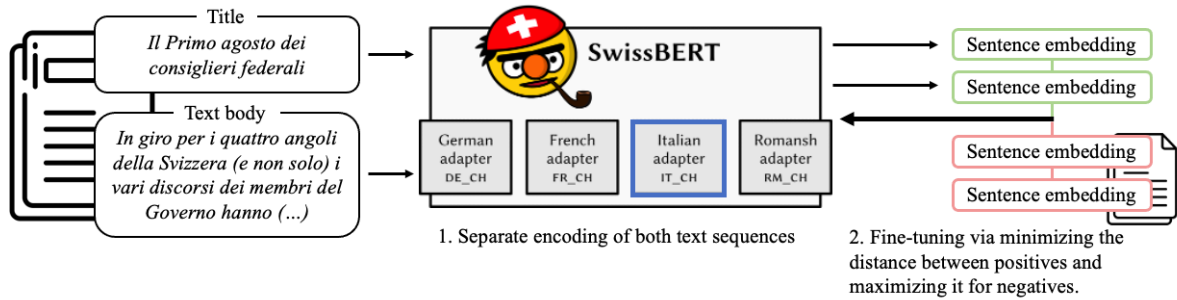 Title
Il Primo agosto dei
consiglieri federali
Text body
In giro per i quattro angoli
della Svizzera (e non solo) i
vari discorsi dei membri del
Governo hanno (…)
SwissBERT
German
adapter
DE_CH
French
adapter
FR_CH
Italian
adapter
IT_CH
Romansh
adapter
RM_CH
1. Separate encoding of both text sequences
Sentence embedding
Sentence embedding
Sentence embedding
Sentence embedding
2. Fine-tuning via minimizing the
distance between positives and
maximizing it for negatives.